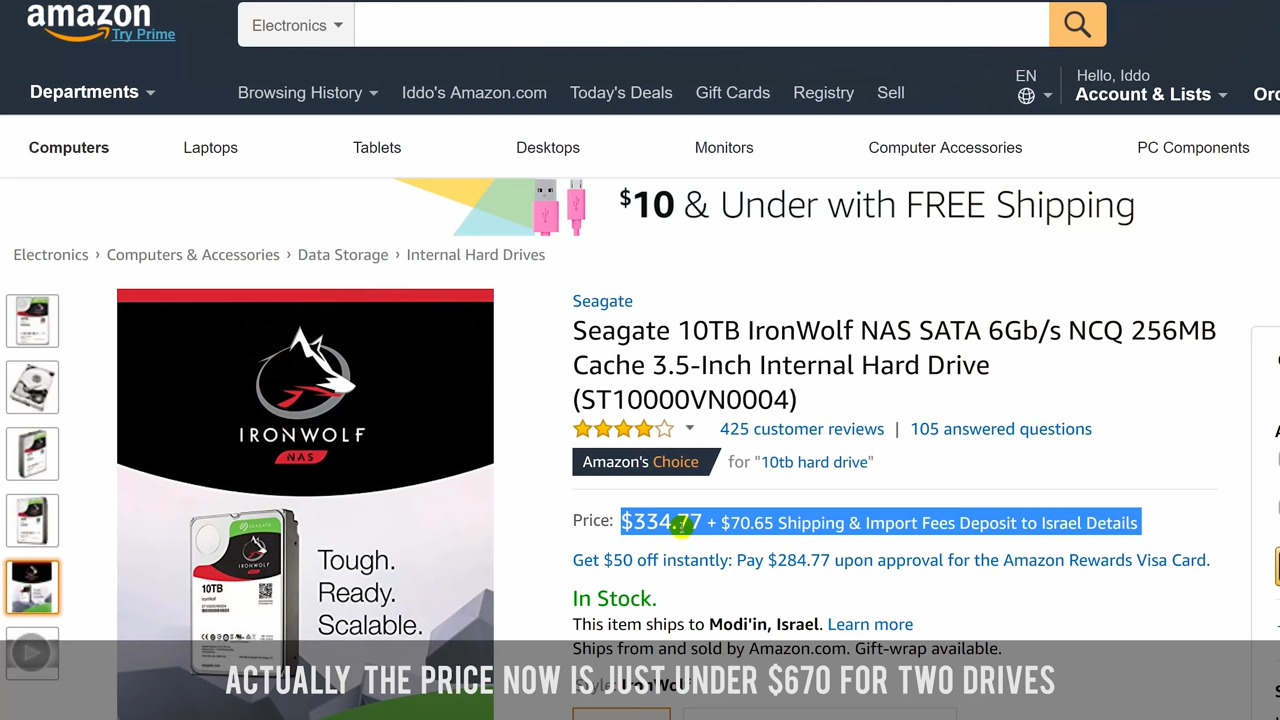 amazon
Try Prime
Electronics
EN
Hello, Iddo
Departments
Browsing History
Iddo's Amazon.com
Today's Deals
Gift Cards
Registry
Sell
Account & Lists
Computers
Laptops
Tablets
Desktops
Monitors
Computer Accessories
PC Components
$10 & Under with FREE Shipping
Electronics › Computers & Accessories › Data Storage › Internal Hard Drives
Seagate
Seagate 10TB IronWolf NAS SATA 6Gb/s NCQ 256MB
Cache 3.5-Inch Internal Hard Drive
(ST10000VN0004)
425 customer reviews | 105 answered questions
Amazon's Choice for "10tb hard drive"
Price: $334.77 + $70.65 Shipping & Import Fees Deposit to Israel Details
Get $50 off instantly: Pay $284.77 upon approval for the Amazon Rewards Visa Card.
In Stock.
This item ships to Modi'in, Israel. Learn more
Ships from and sold by Amazon.com. Gift-wrap available.
IRONWOLF
NAS
IRONWOLF
10TB
Tough.
Ready.
Scalable.
ACTUALLY THE PRICE NOW IS JUST UNDER $670 FOR TWO DRIVES